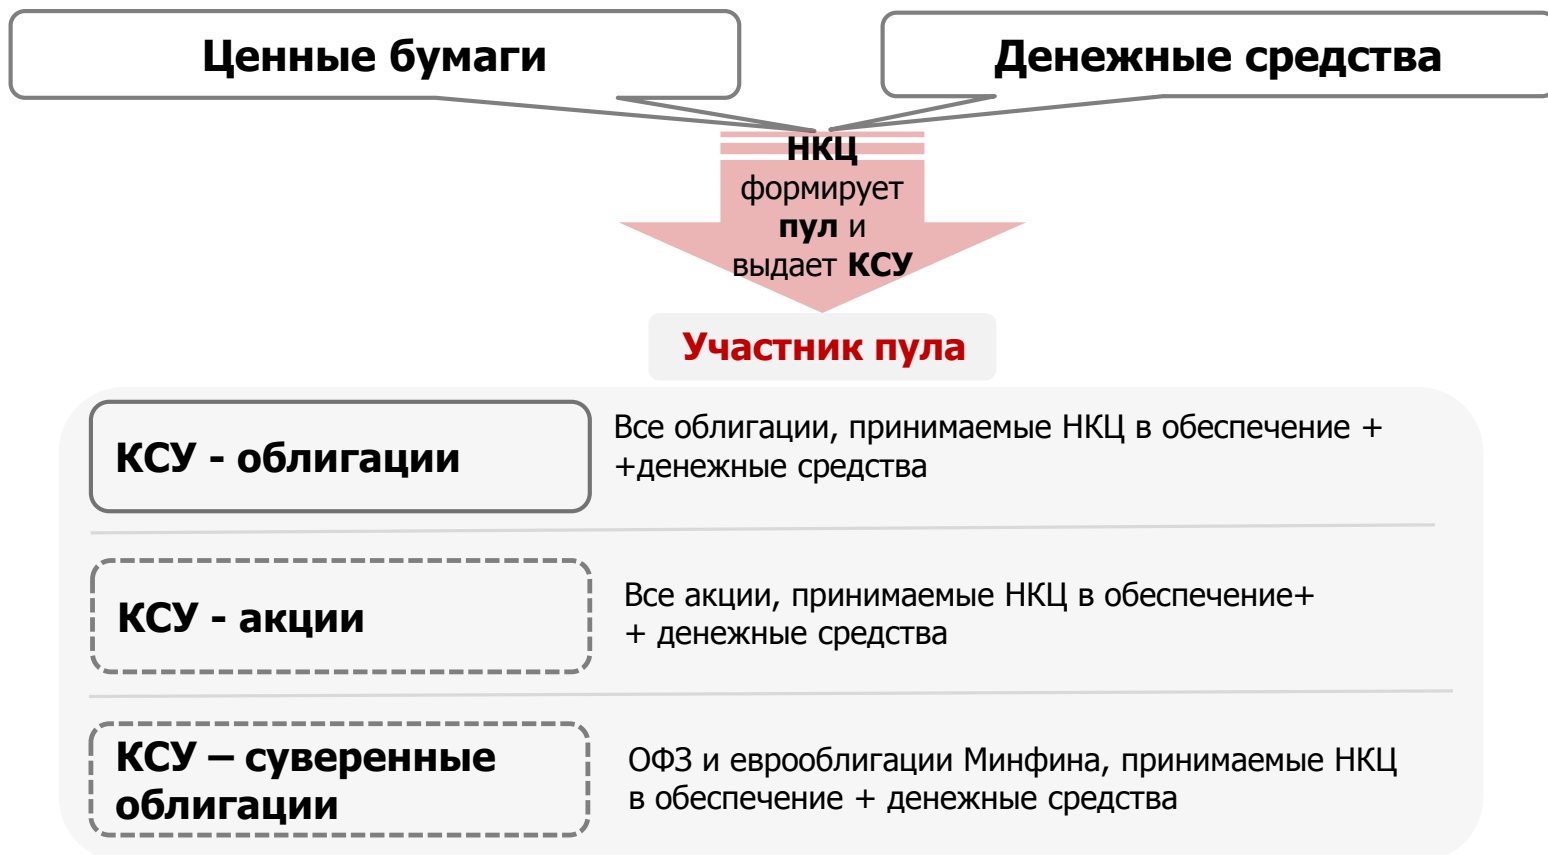 Ценные бумаги
Денежные средства
НКЦ
формирует
пул и
выдает КСУ
Участник пула
КСУ - облигации
Все облигации, принимаемые НКЦ в обеспечение +
+денежные средства
КСУ - акции
Все акции, принимаемые НКЦ в обеспечение+
+ денежные средства
КСУ – суверенные
облигации
ОФЗ и еврооблигации Минфина, принимаемые НКЦ
в обеспечение + денежные средства